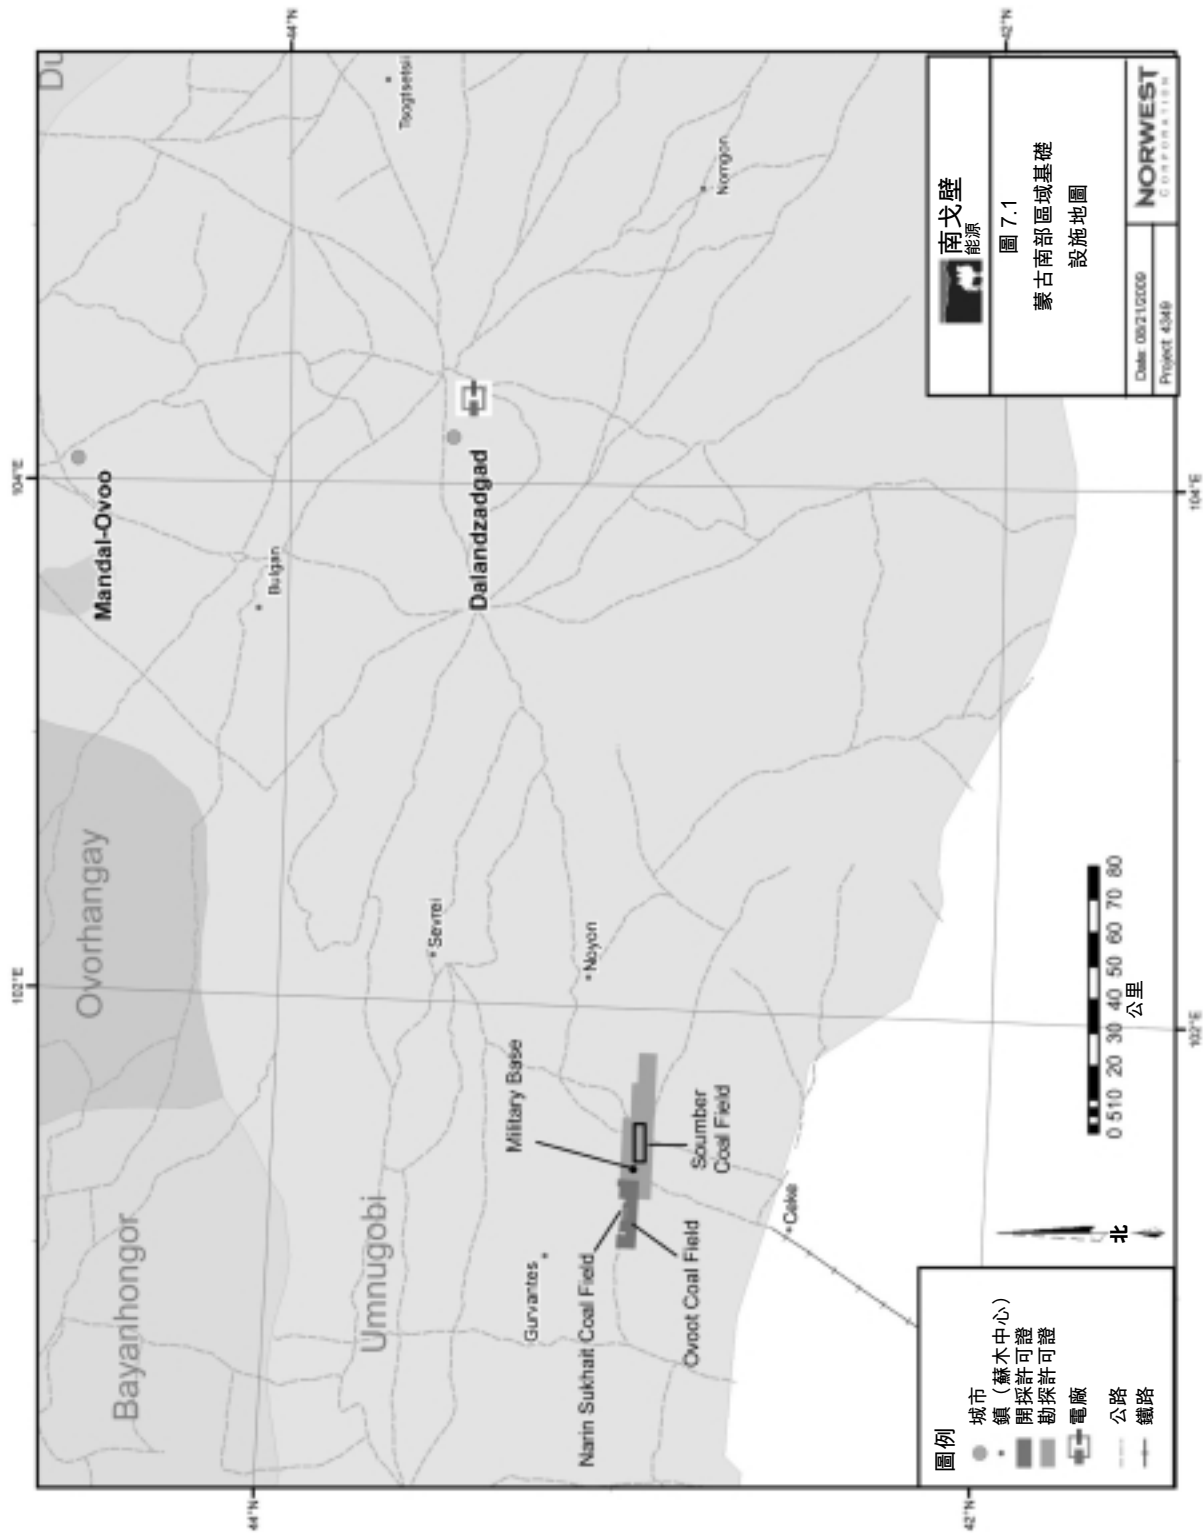 102°E
104°E
44°N
44°N
Du
Bayanhongor
Ovorhangay
Mandal-Ovoo
Bulgan
Tsogtsetsii
Umnugobi
Sevrei
Dalandzadgad
Gurvantes
Military Base
Noyon
Narin Sukhait Coal Field
Ovoot Coal Field
Soumber
Coal Field
Nomgon
Ceke
42°N
42°N
102°E
104°E
圖例
城市
鎮（蘇木中心）
開採許可證
勘探許可證
電廠
公路
鐵路
北
0 5 10 20 30 40 50 60 70 80
公里
南戈壁
能源
圖 7.1
蒙古南部區域基礎
設施地圖
Date: 08/21/2009
Project: 4349
NORWEST
CORPORATION